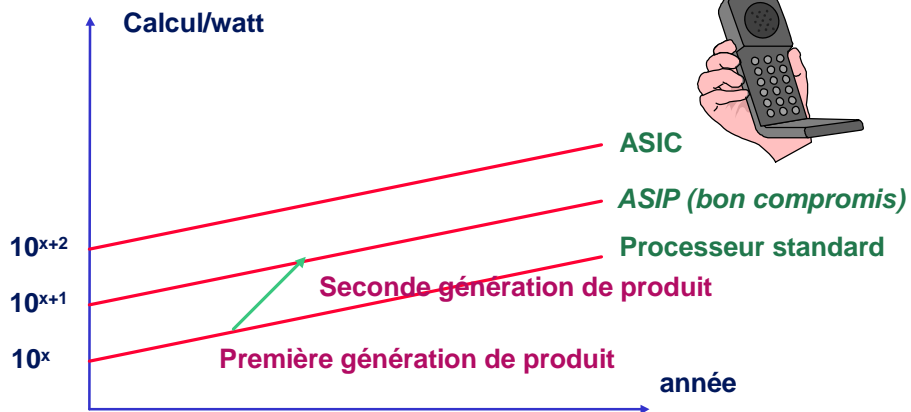 Calcul/watt
ASIC
ASIP (bon compromis)
10x+2
Processeur standard
Seconde génération de produit
10x+1
10x
Première génération de produit
année